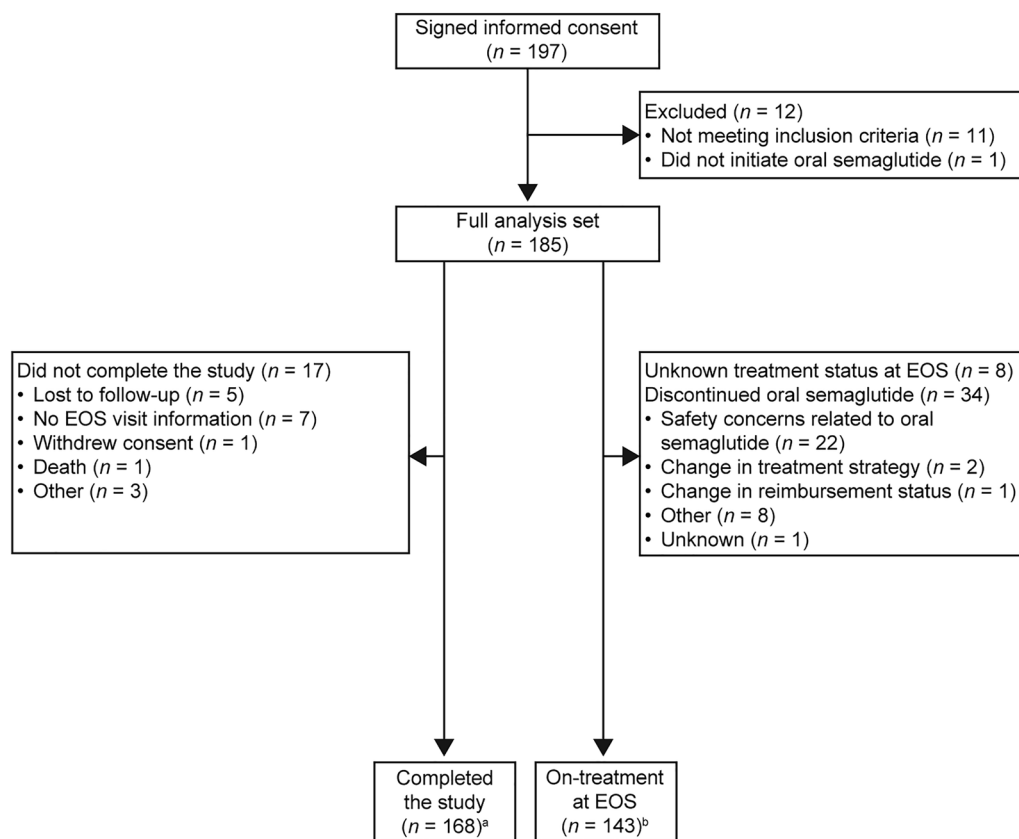 Signed informed consent
(n = 197)
Excluded (n = 12)
• Not meeting inclusion criteria (n = 11)
• Did not initiate oral semaglutide (n = 1)
Full analysis set
(n = 185)
Did not complete the study (n = 17)
• Lost to follow-up (n = 5)
• No EOS visit information (n = 7)
• Withdrew consent (n = 1)
• Death (n = 1)
• Other (n = 3)
Unknown treatment status at EOS (n = 8)
Discontinued oral semaglutide (n = 34)
• Safety concerns related to oral
semaglutide (n = 22)
• Change in treatment strategy (n = 2)
• Change in reimbursement status (n = 1)
• Other (n = 8)
• Unknown (n = 1)
Completed
the study
(n = 168)ᵃ
On-treatment
at EOS
(n = 143)ᵇ